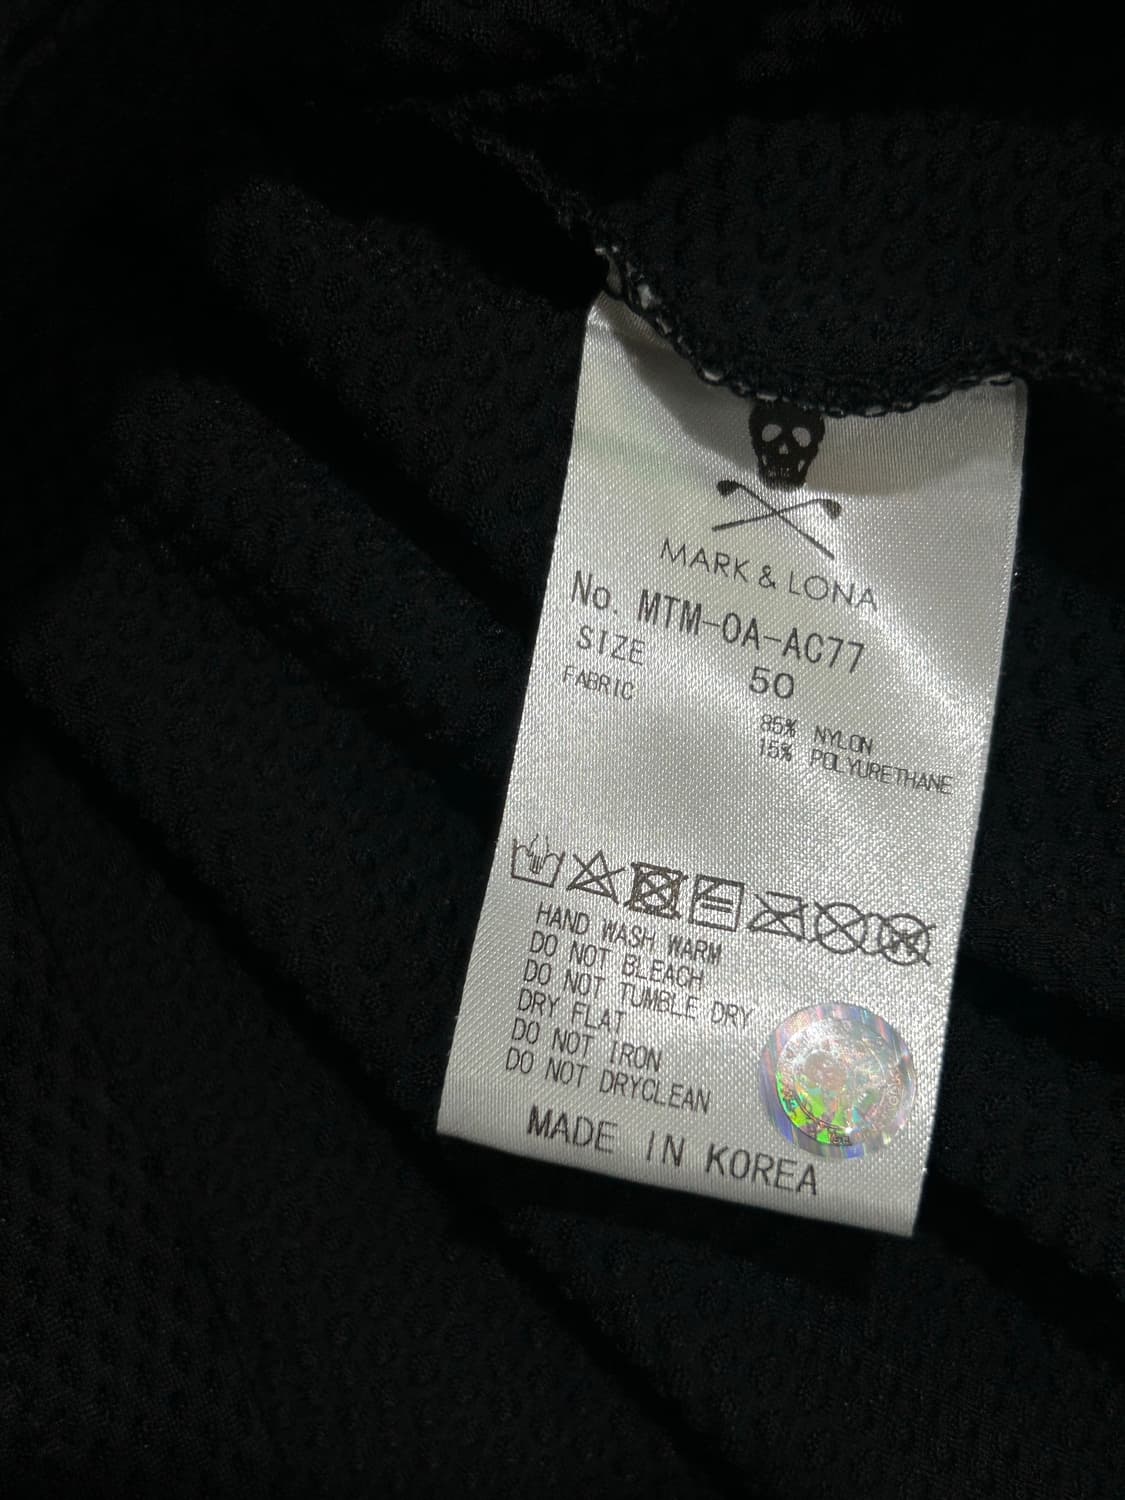 MARK & LONA
No. MTM-OA-AC77
SIZE 50
FABRIC
85% NYLON
15% POLYURETHANE
HAND WASH WARM
DO NOT BLEACH
DO NOT TUMBLE DRY
DRY FLAT
DO NOT IRON
DO NOT DRYCLEAN
MADE IN KOREA